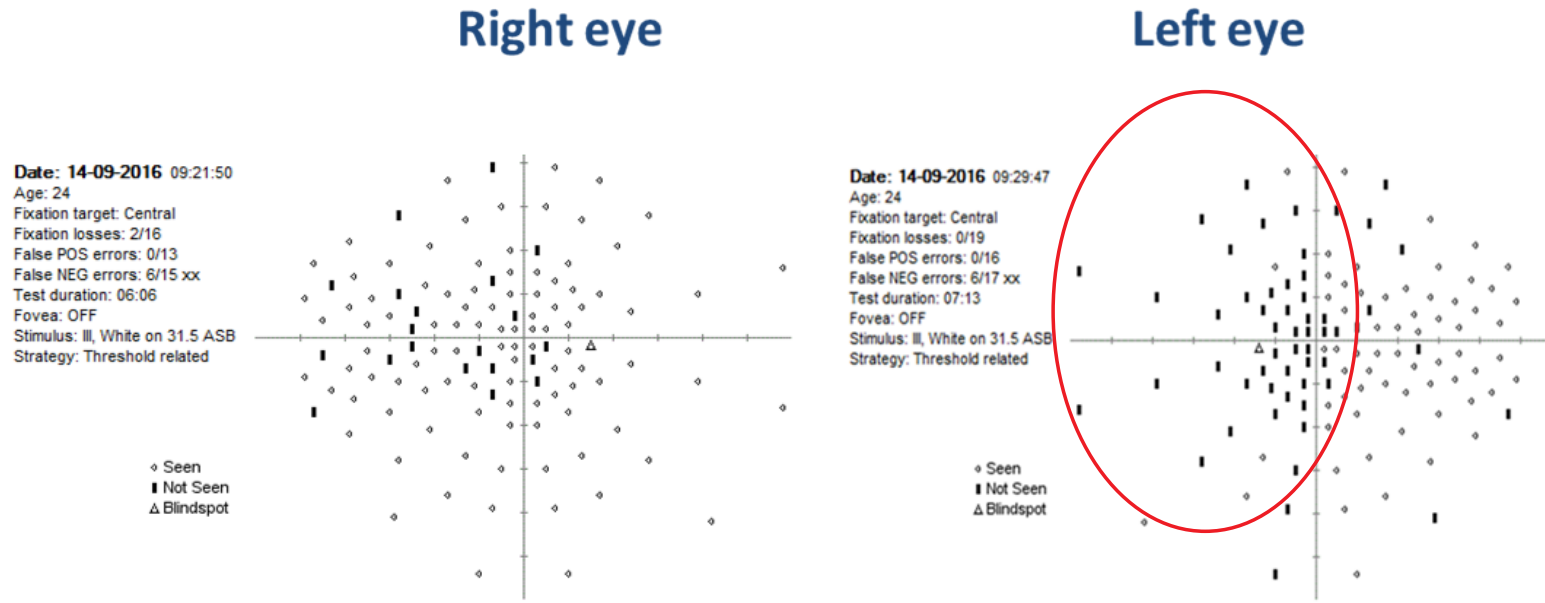 Right eye
Left eye
Date: 14-09-2016 09:21:50
Age: 24
Fixation target: Central
Fixation losses: 2/16
False POS errors: 0/13
False NEG errors: 6/15 xx
Test duration: 06:06
Fovea: OFF
Stimulus: III, White on 31.5 ASB
Strategy: Threshold related
Seen
Not Seen
Blindspot
Date: 14-09-2016 09:29:47
Age: 24
Fixation target: Central
Fixation losses: 0/19
False POS errors: 0/16
False NEG errors: 6/17 xx
Test duration: 07:13
Fovea: OFF
Stimulus: III, White on 31.5 ASB
Strategy: Threshold related
Seen
Not Seen
Blindspot